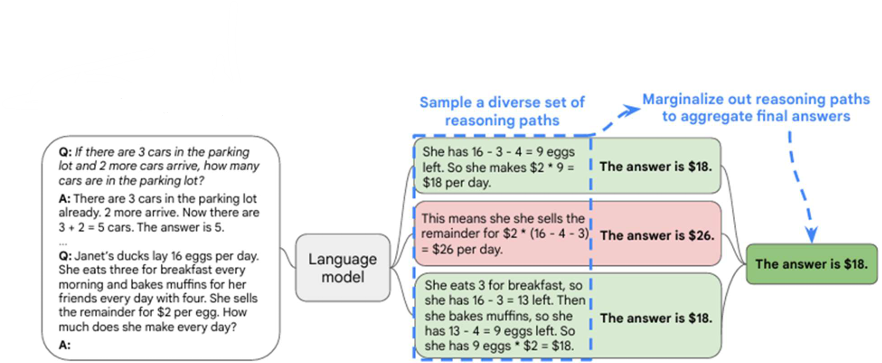 Sample a diverse set of
reasoning paths
Marginalize out reasoning paths
to aggregate final answers
Q: If there are 3 cars in the parking
lot and 2 more cars arrive, how many
cars are in the parking lot?
A: There are 3 cars in the parking lot
already. 2 more arrive. Now there are
3 + 2 = 5 cars. The answer is 5.
...
Q: Janet's ducks lay 16 eggs per day.
She eats three for breakfast every
morning and bakes muffins for her
friends every day with four. She sells
the remainder for $2 per egg. How
much does she make every day?
A:
Language
model
She has 16 - 3 - 4 = 9 eggs
left. So she makes $2 * 9 =
$18 per day.
The answer is $18.
This means she she sells the
remainder for $2 * (16 - 4 - 3)
= $26 per day.
The answer is $26.
She eats 3 for breakfast, so
she has 16 - 3 = 13 left. Then
she bakes muffins, so she
has 13 - 4 = 9 eggs left. So
she has 9 eggs * $2 = $18.
The answer is $18.
The answer is $18.